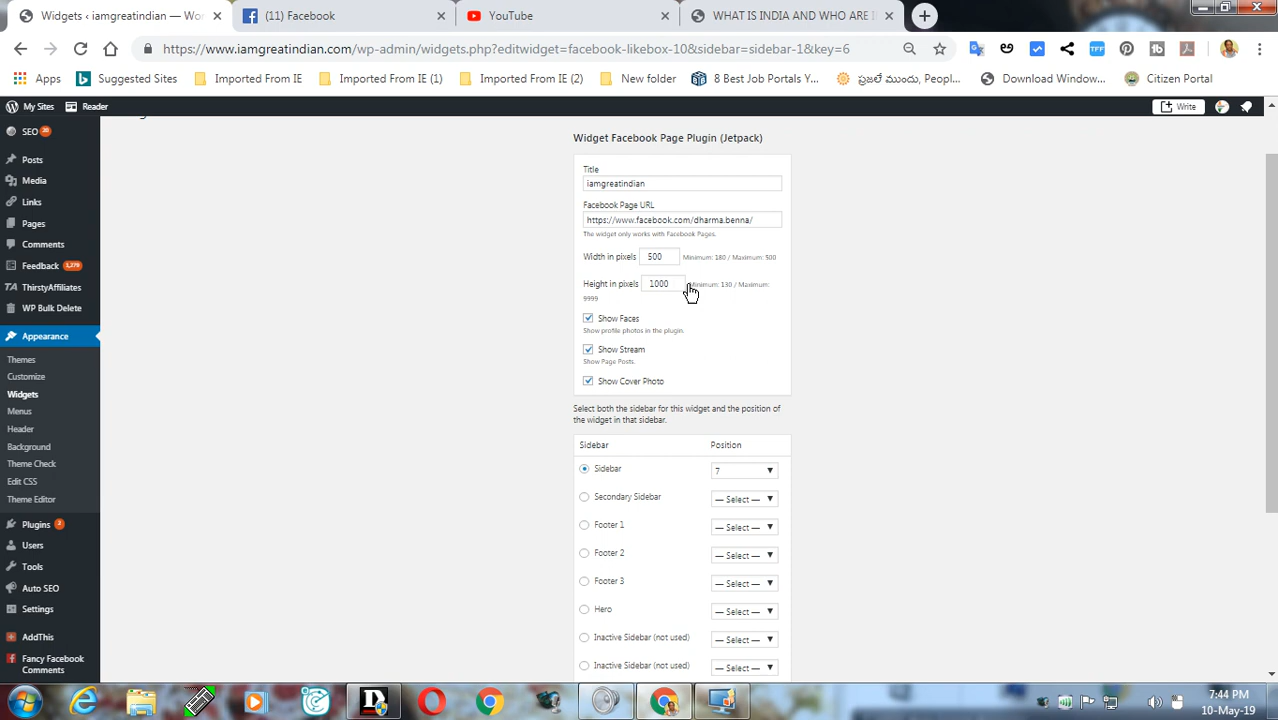 Widgets ‹ iamgreatindian — Wor
(11) Facebook
YouTube
WHAT IS INDIA AND WHO ARE I
https://www.iamgreatindian.com/wp-admin/widgets.php?editwidget=facebook-likebox-10&sidebar=sidebar-1&key=6
Apps
Suggested Sites
Imported From IE
Imported From IE (1)
Imported From IE (2)
New folder
8 Best Job Portals Y...
ప్రజలే ముందు, Peopl...
Download Window...
Citizen Portal
My Sites
Reader
Write
SEO 30
Posts
Media
Links
Pages
Comments
Feedback 1,279
ThirstyAffiliates
WP Bulk Delete
Appearance
Themes
Customize
Widgets
Menus
Header
Background
Theme Check
Edit CSS
Theme Editor
Plugins 3
Users
Tools
Auto SEO
Settings
AddThis
Fancy Facebook
Comments
Widget Facebook Page Plugin (Jetpack)
Title
iamgreatindian
Facebook Page URL
https://www.facebook.com/dharma.benna/
The widget only works with Facebook Pages.
Width in pixels 500 Minimum: 180 / Maximum: 500
Height in pixels 1000 Minimum: 130 / Maximum:
9999
Show Faces
Show profile photos in the plugin.
Show Stream
Show Page Posts.
Show Cover Photo
Select both the sidebar for this widget and the position of
the widget in that sidebar.
Sidebar Position
Sidebar 7
Secondary Sidebar — Select —
Footer 1 — Select —
Footer 2 — Select —
Footer 3 — Select —
Hero — Select —
Inactive Sidebar (not used) — Select —
Inactive Sidebar (not used) — Select —
7:44 PM
10-May-19